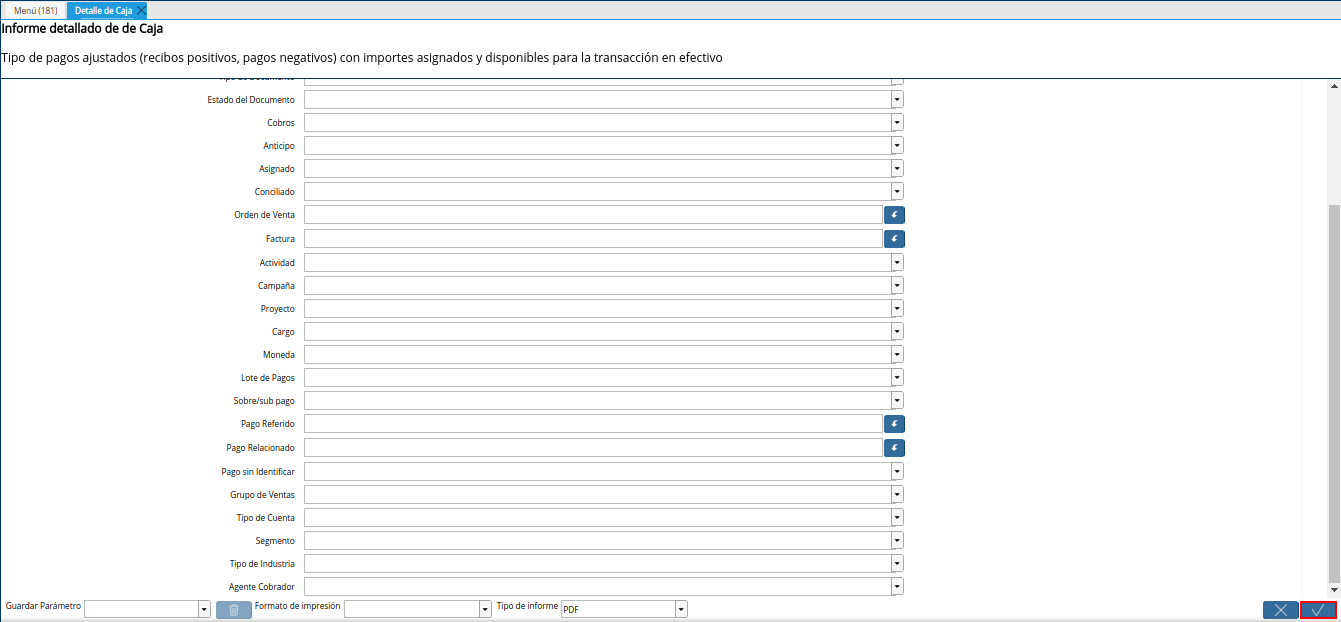 Menú (181) Detalle de Caja
Informe detallado de de Caja
Tipo de pagos ajustados (recibos positivos, pagos negativos) con importes asignados y disponibles para la transacción en efectivo
Estado del Documento
Cobros
Anticipo
Asignado
Conciliado
Orden de Venta
Factura
Actividad
Campaña
Proyecto
Cargo
Moneda
Lote de Pagos
Sobre/sub pago
Pago Referido
Pago Relacionado
Pago sin Identificar
Grupo de Ventas
Tipo de Cuenta
Segmento
Tipo de Industria
Agente Cobrador
Guardar Parámetro Formato de impresión Tipo de informe PDF